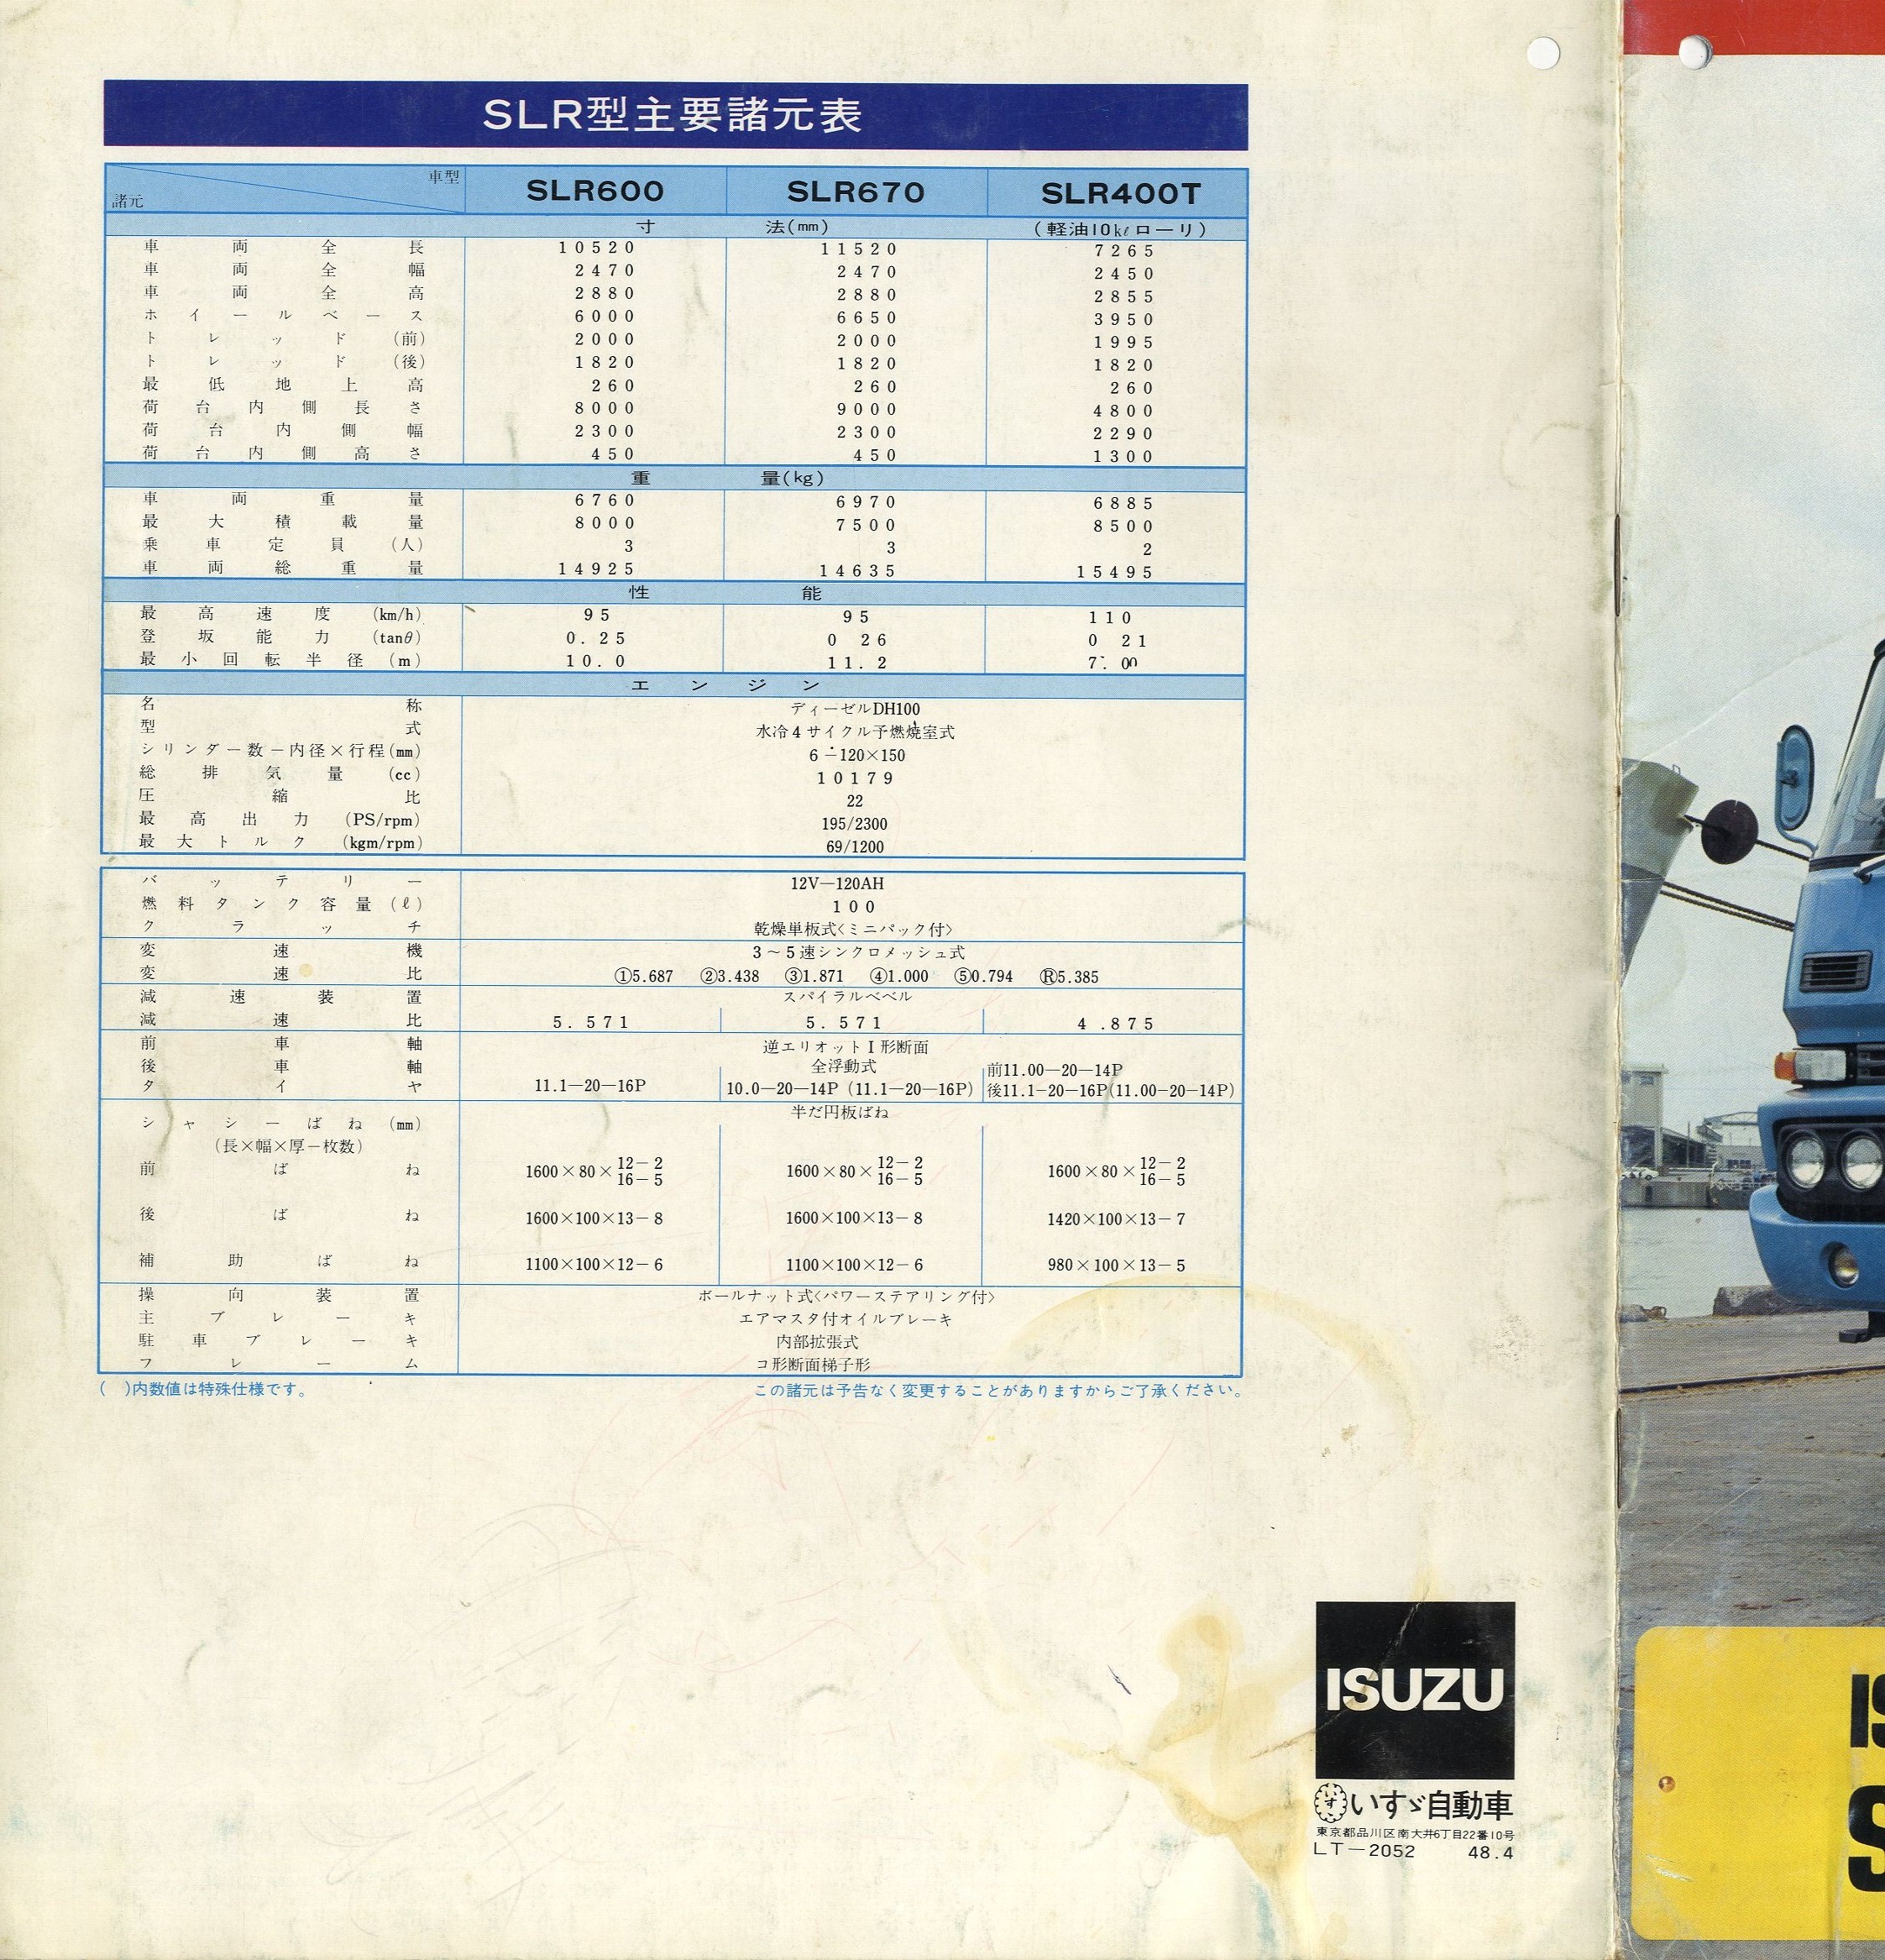 SLR型主要諸元表
車型
諸元
SLR600 SLR670 SLR400T
寸 法(mm) (軽油10kℓローリ)
車両全長 10520 11520 7265
車両全幅 2470 2470 2450
車両全高 2880 2880 2855
ホイールベース 6000 6650 3950
トレッド(前) 2000 2000 1995
トレッド(後) 1820 1820 1820
最低地上高 260 260 260
荷台内側長さ 8000 9000 4800
荷台内側幅 2300 2300 2290
荷台内側高さ 450 450 1300
重 量(kg)
車両重量 6760 6970 6885
最大積載量 8000 7500 8500
乗車定員(人) 3 3 2
車両総重量 14925 14635 15495
性 能
最高速度(km/h) 95 95 110
登坂能力(tanθ) 0.25 0 26 0 21
最小回転半径(m) 10.0 11.2
エンジン
名称 ディーゼルDH100
型式 水冷4サイクル予燃焼室式
シリンダー数−内径×行程(mm) 6−120×150
総排気量(cc) 10179
圧縮比 22
最高出力(PS/rpm) 195/2300
最大トルク(kgm/rpm) 69/1200
バッテリー 12V—120AH
燃料タンク容量(ℓ) 100
クラッチ 乾燥単板式〈ミニパック付〉
変速機 3〜5速シンクロメッシュ式
変速比 ①5.687 ②3.438 ③1.871 ④1.000 ⑤0.794 Ⓡ5.385
減速装置 スパイラルベベル
減速比 5.571 5.571 4.875
前車軸 逆エリオットI形断面
後車軸 全浮動式
タイヤ 11.1—20—16P 10.0—20—14P (11.1—20—16P) 前11.00—20—14P
後11.1-20-16P(11.00-20-14P)
シャシーばね(mm) 半だ円板ばね
(長×幅×厚−枚数)
前ばね 1600×80×12−2 16−5 1600×80×12−2 16−5 1600×80×12−2 16−5
後ばね 1600×100×13−8 1600×100×13−8 1420×100×13−7
補助ばね 1100×100×12−6 1100×100×12−6 980×100×13−5
操向装置 ボールナット式〈パワーステアリング付〉
主ブレーキ エアマスタ付オイルブレーキ
駐車ブレーキ 内部拡張式
フレーム コ形断面梯子形
( )内数値は特殊仕様です。 この諸元は予告なく変更することがありますからご了承ください。
ISUZU
いすゞ自動車
東京都品川区南大井6丁目22番10号
LT—2052 48.4
IS
S